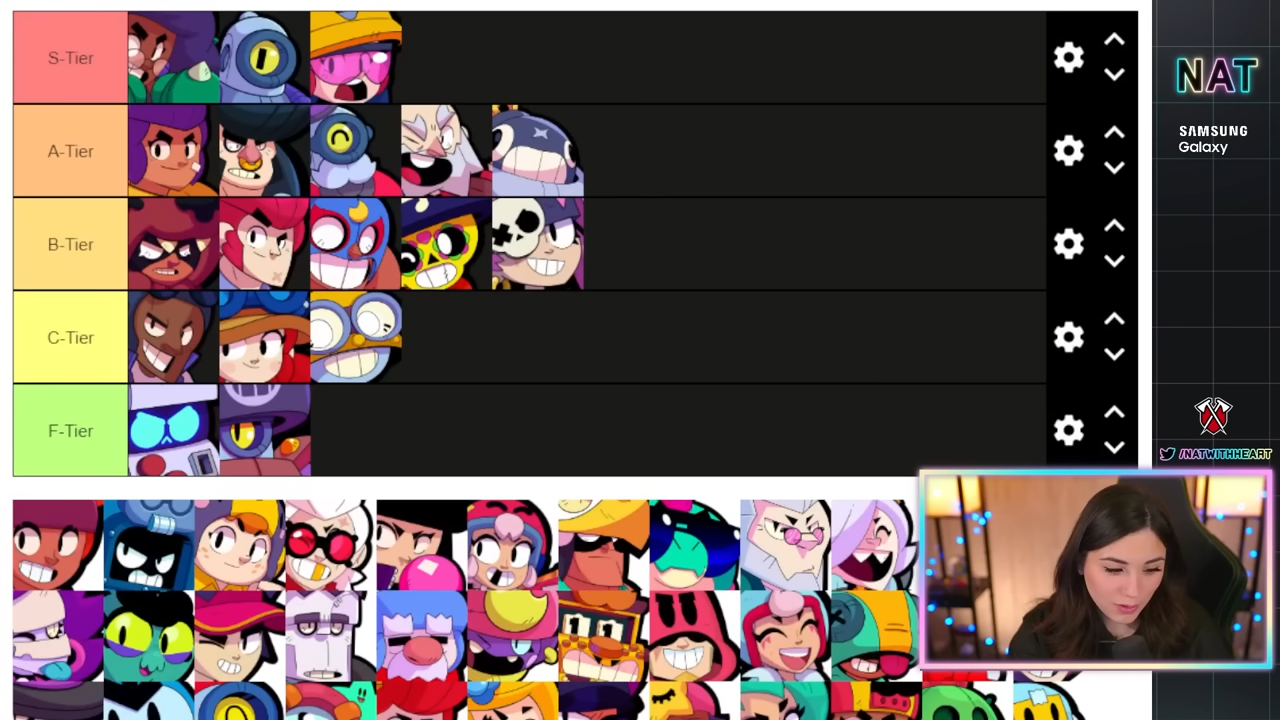 S-Tier
A-Tier
B-Tier
C-Tier
F-Tier
NAT
SAMSUNG
Galaxy
/NATWITHHEART